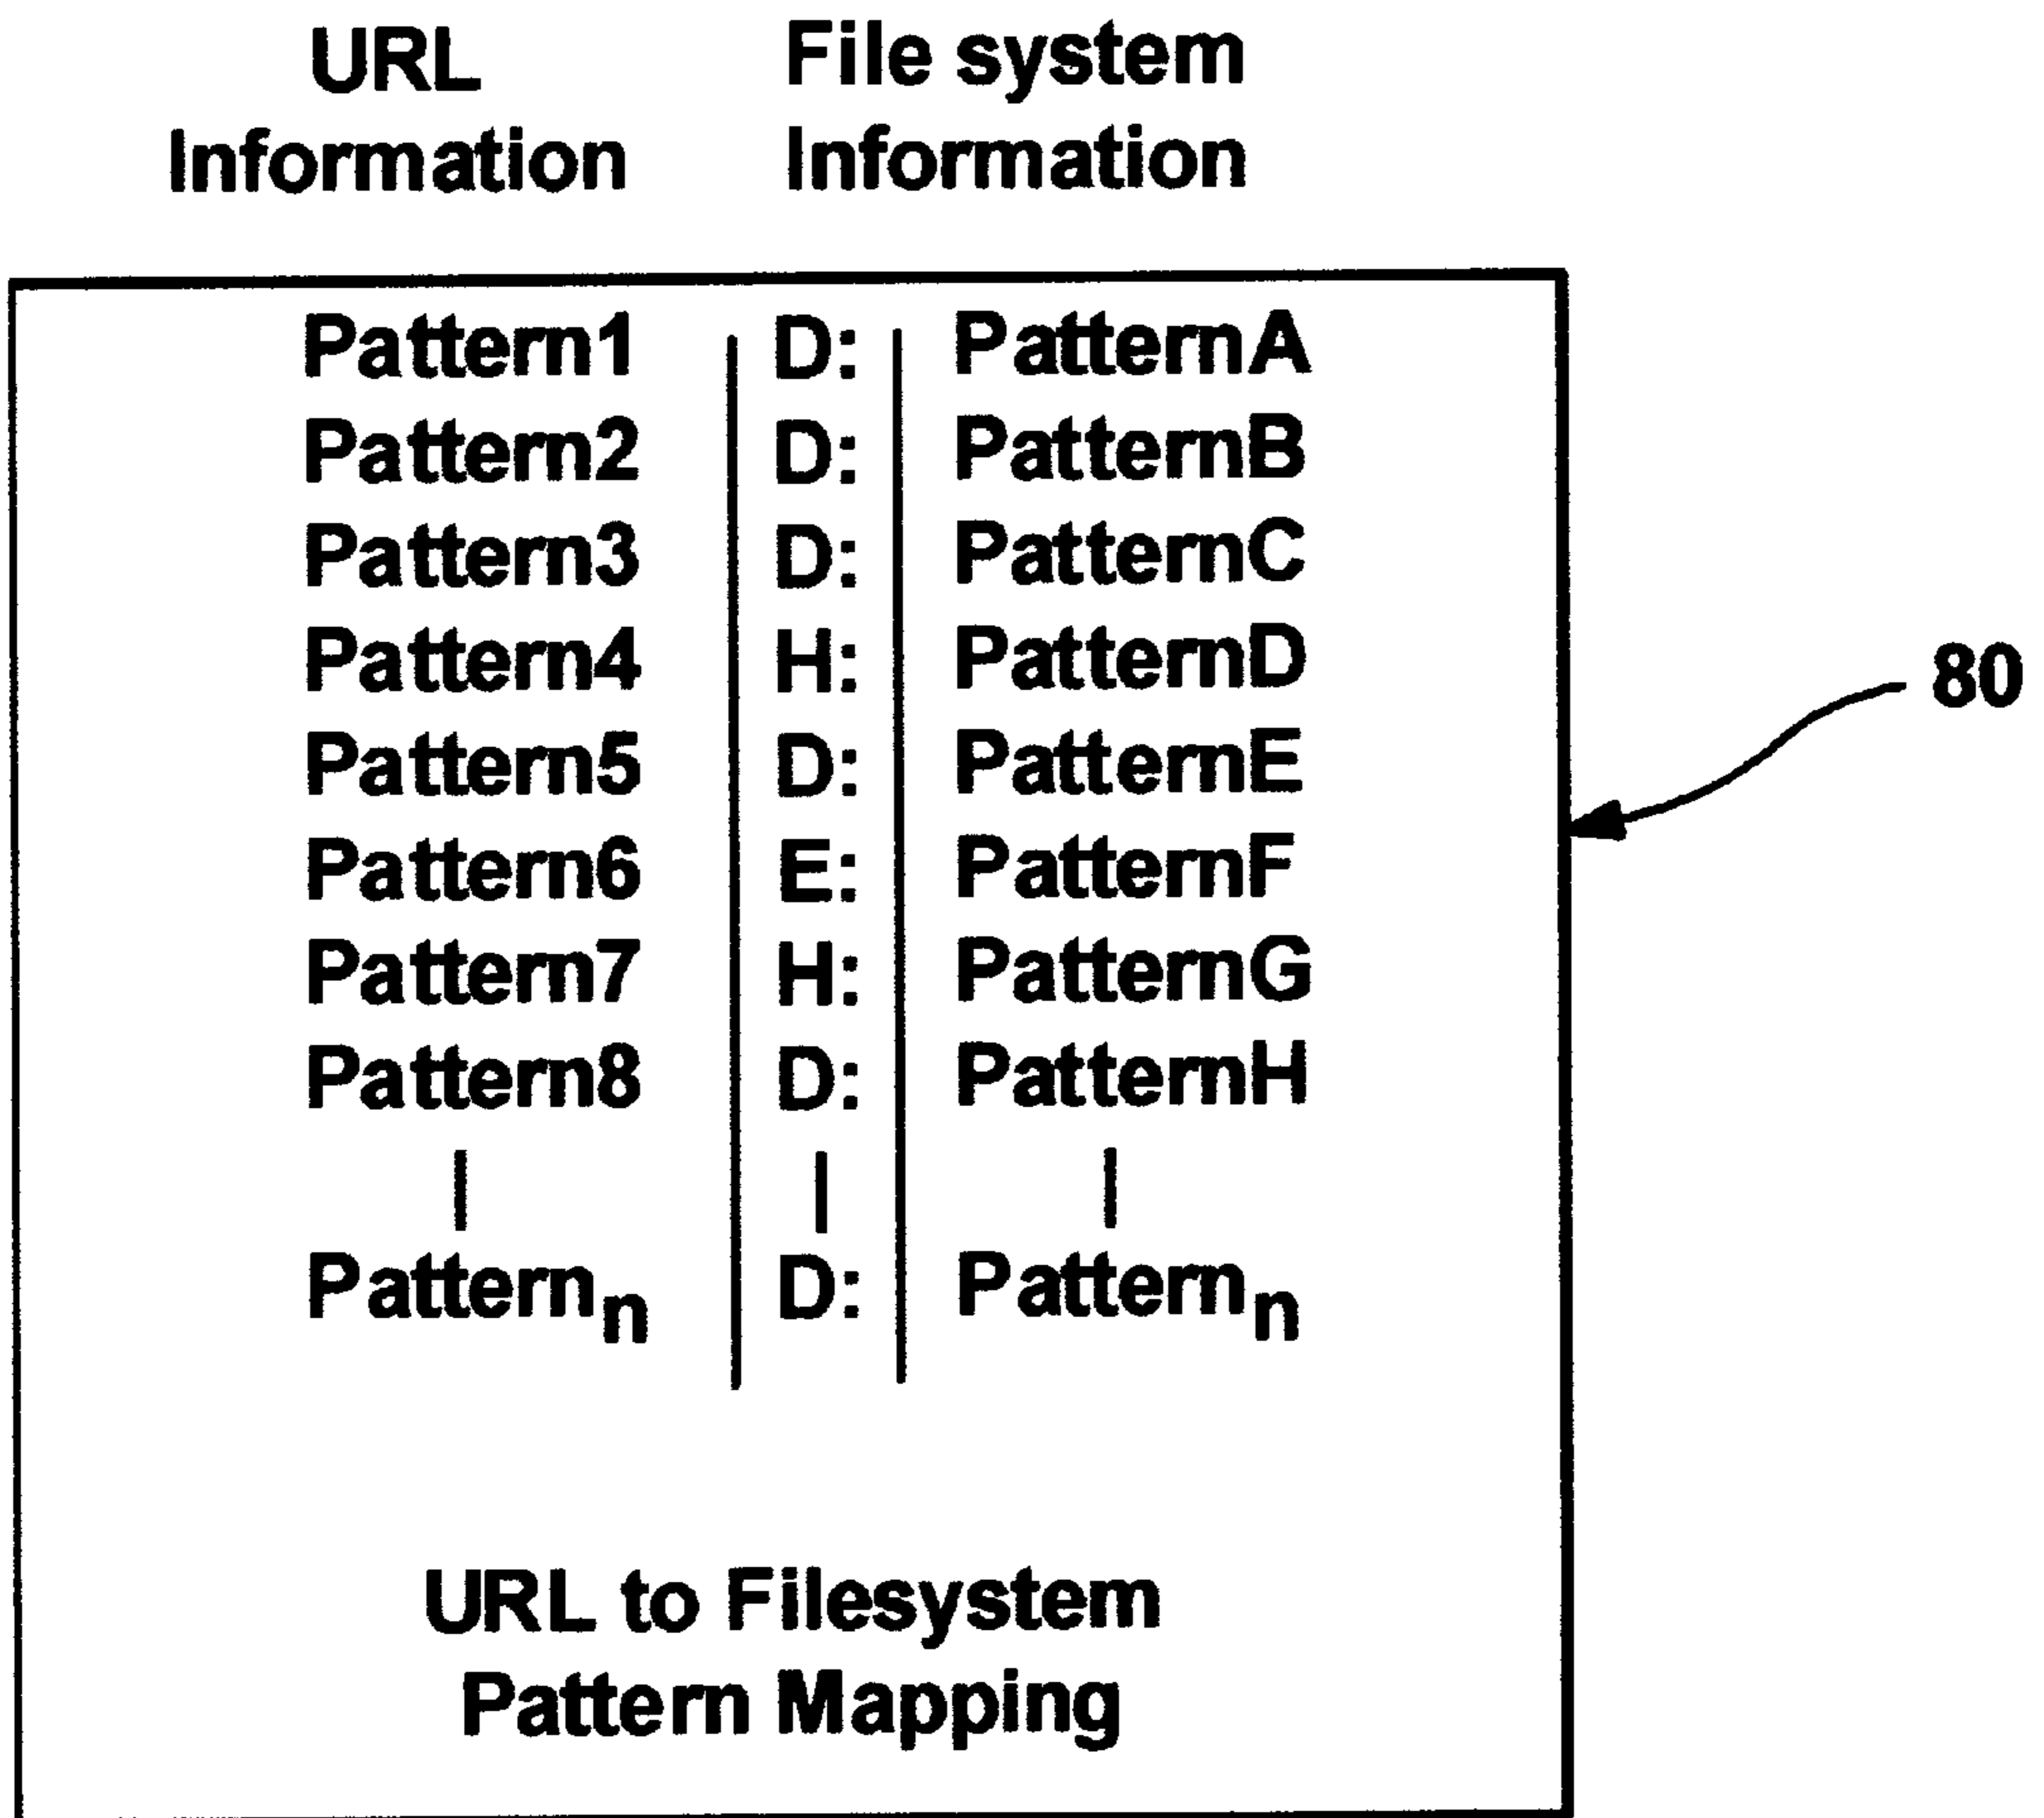 URL File system
Information Information
Pattern1 D: PatternA
Pattern2 D: PatternB
Pattern3 D: PatternC
Pattern4 H: PatternD
Pattern5 D: PatternE
Pattern6 E: PatternF
Pattern7 H: PatternG
Pattern8 D: PatternH
Patternn D: Patternn
80
URL to Filesystem
Pattern Mapping